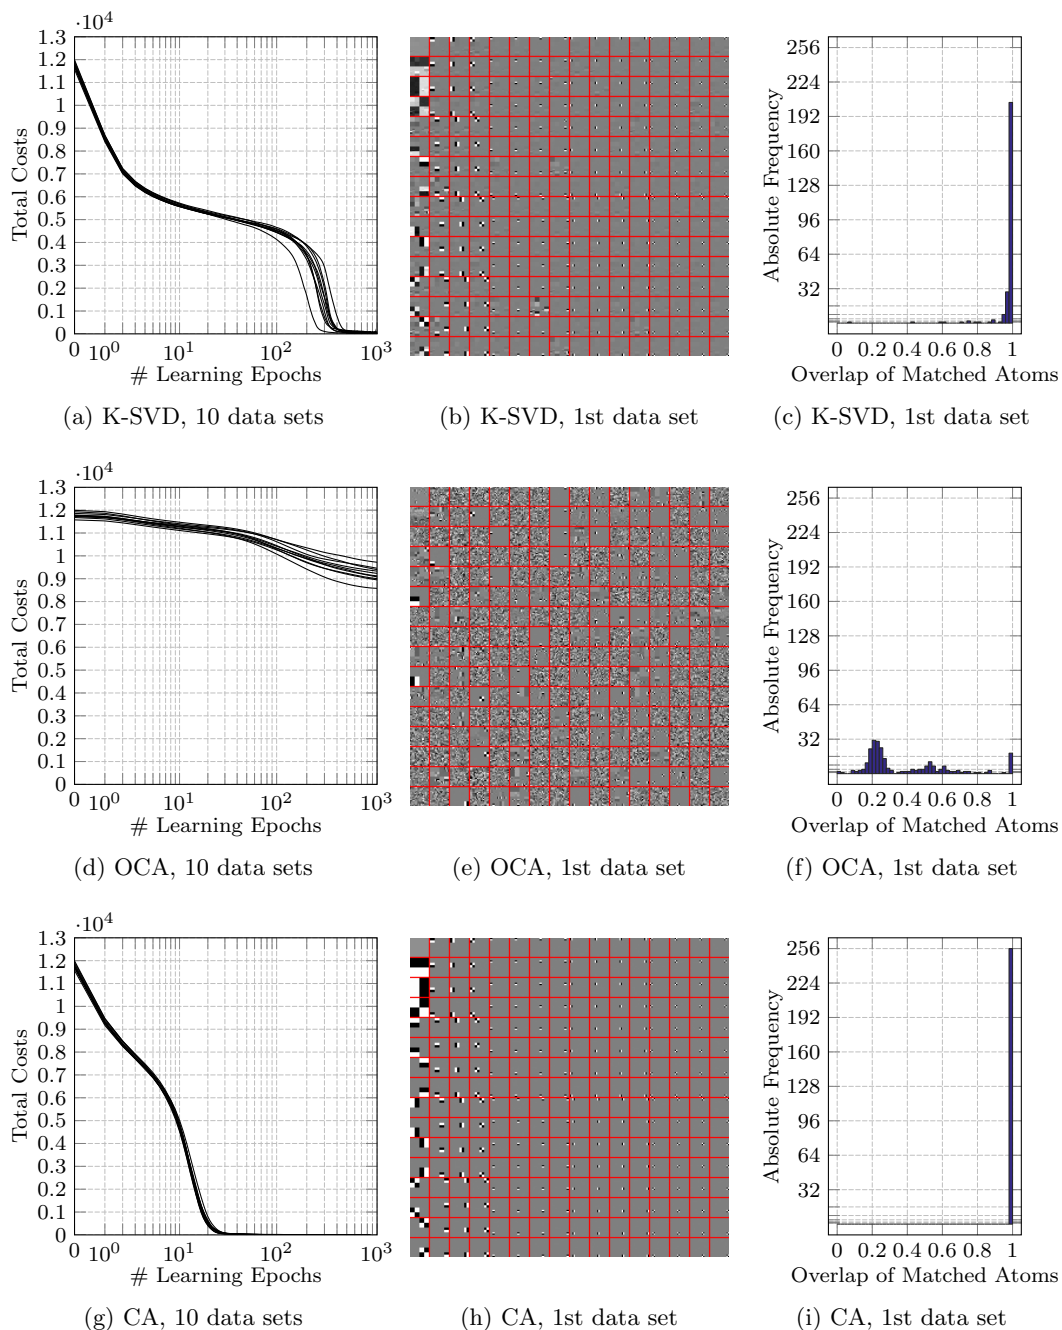 ·10⁴
1.3
1.2
1.1
1
0.9
0.8
0.7
0.6
0.5
0.4
0.3
0.2
0.1
0
Total Costs
0 10⁰ 10¹ 10² 10³
# Learning Epochs
(a) K-SVD, 10 data sets
(b) K-SVD, 1st data set
256
224
192
160
128
96
64
32
Absolute Frequency
0 0.2 0.4 0.6 0.8 1
Overlap of Matched Atoms
(c) K-SVD, 1st data set
·10⁴
1.3
1.2
1.1
1
0.9
0.8
0.7
0.6
0.5
0.4
0.3
0.2
0.1
0
Total Costs
0 10⁰ 10¹ 10² 10³
# Learning Epochs
(d) OCA, 10 data sets
(e) OCA, 1st data set
256
224
192
160
128
96
64
32
Absolute Frequency
0 0.2 0.4 0.6 0.8 1
Overlap of Matched Atoms
(f) OCA, 1st data set
·10⁴
1.3
1.2
1.1
1
0.9
0.8
0.7
0.6
0.5
0.4
0.3
0.2
0.1
0
Total Costs
0 10⁰ 10¹ 10² 10³
# Learning Epochs
(g) CA, 10 data sets
(h) CA, 1st data set
256
224
192
160
128
96
64
32
Absolute Frequency
0 0.2 0.4 0.6 0.8 1
Overlap of Matched Atoms
(i) CA, 1st data set